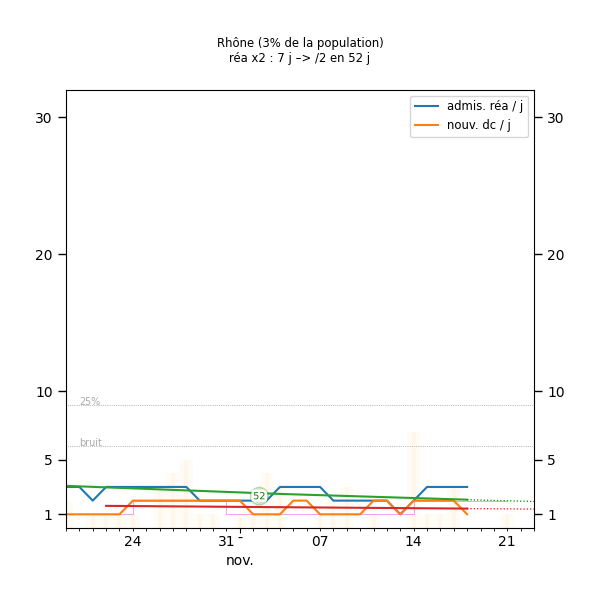 Rhône (3% de la population)
réa x2 : 7 j –> /2 en 52 j
admis. réa / j
nouv. dc / j
30 30
20 20
10 10
25%
bruit
5 5
52
1 1
24 31 - 07 14 21
nov.